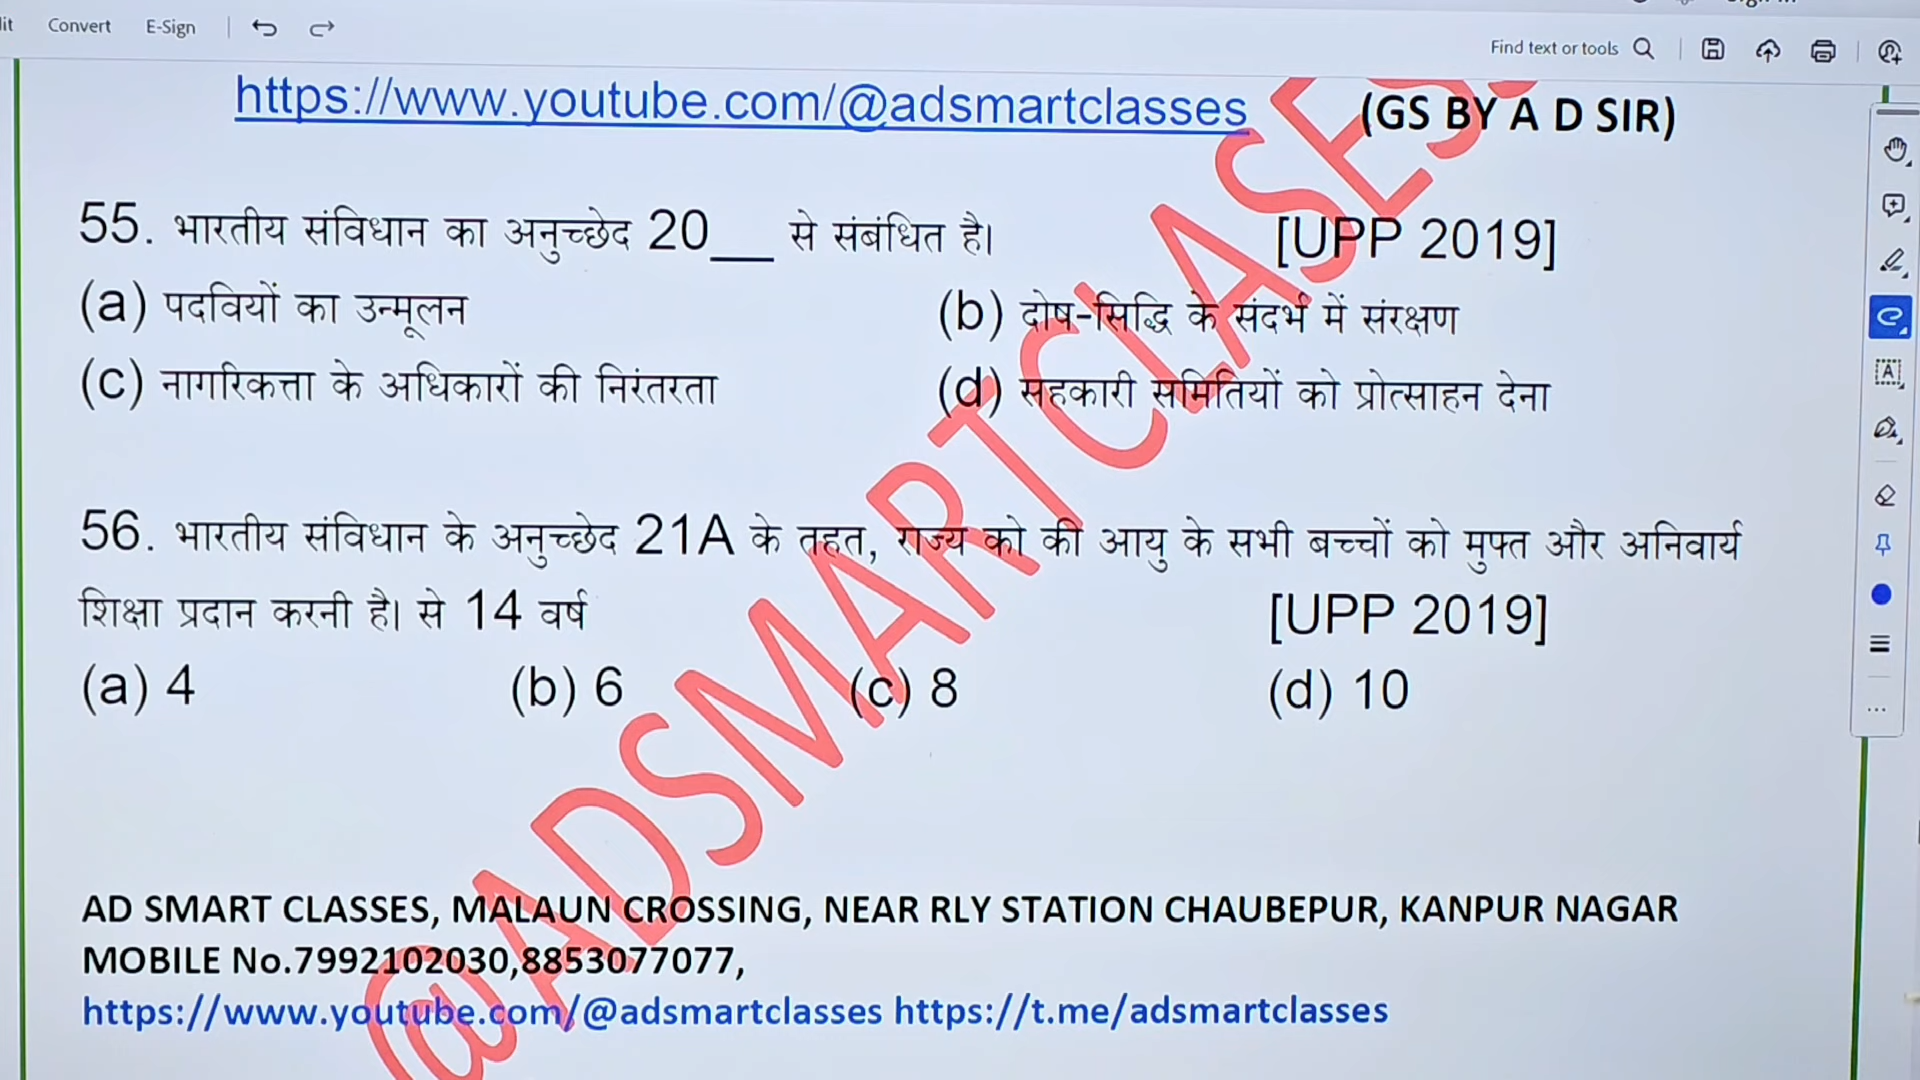 Convert E-Sign
Find text or tools
https://www.youtube.com/@adsmartclasses (GS BY A D SIR)
55. भारतीय संविधान का अनुच्छेद 20__ से संबंधित है। [UPP 2019]
(a) पदवियों का उन्मूलन (b) दोष-सिद्धि के संदर्भ में संरक्षण
(c) नागरिकत्ता के अधिकारों की निरंतरता (d) सहकारी समितियों को प्रोत्साहन देना
56. भारतीय संविधान के अनुच्छेद 21A के तहत, राज्य को की आयु के सभी बच्चों को मुफ्त और अनिवार्य
शिक्षा प्रदान करनी है। से 14 वर्ष [UPP 2019]
(a) 4 (b) 6 (c) 8 (d) 10
@ADSMARTCLASES
AD SMART CLASSES, MALAUN CROSSING, NEAR RLY STATION CHAUBEPUR, KANPUR NAGAR
MOBILE No.7992102030,8853077077,
https://www.youtube.com/@adsmartclasses https://t.me/adsmartclasses